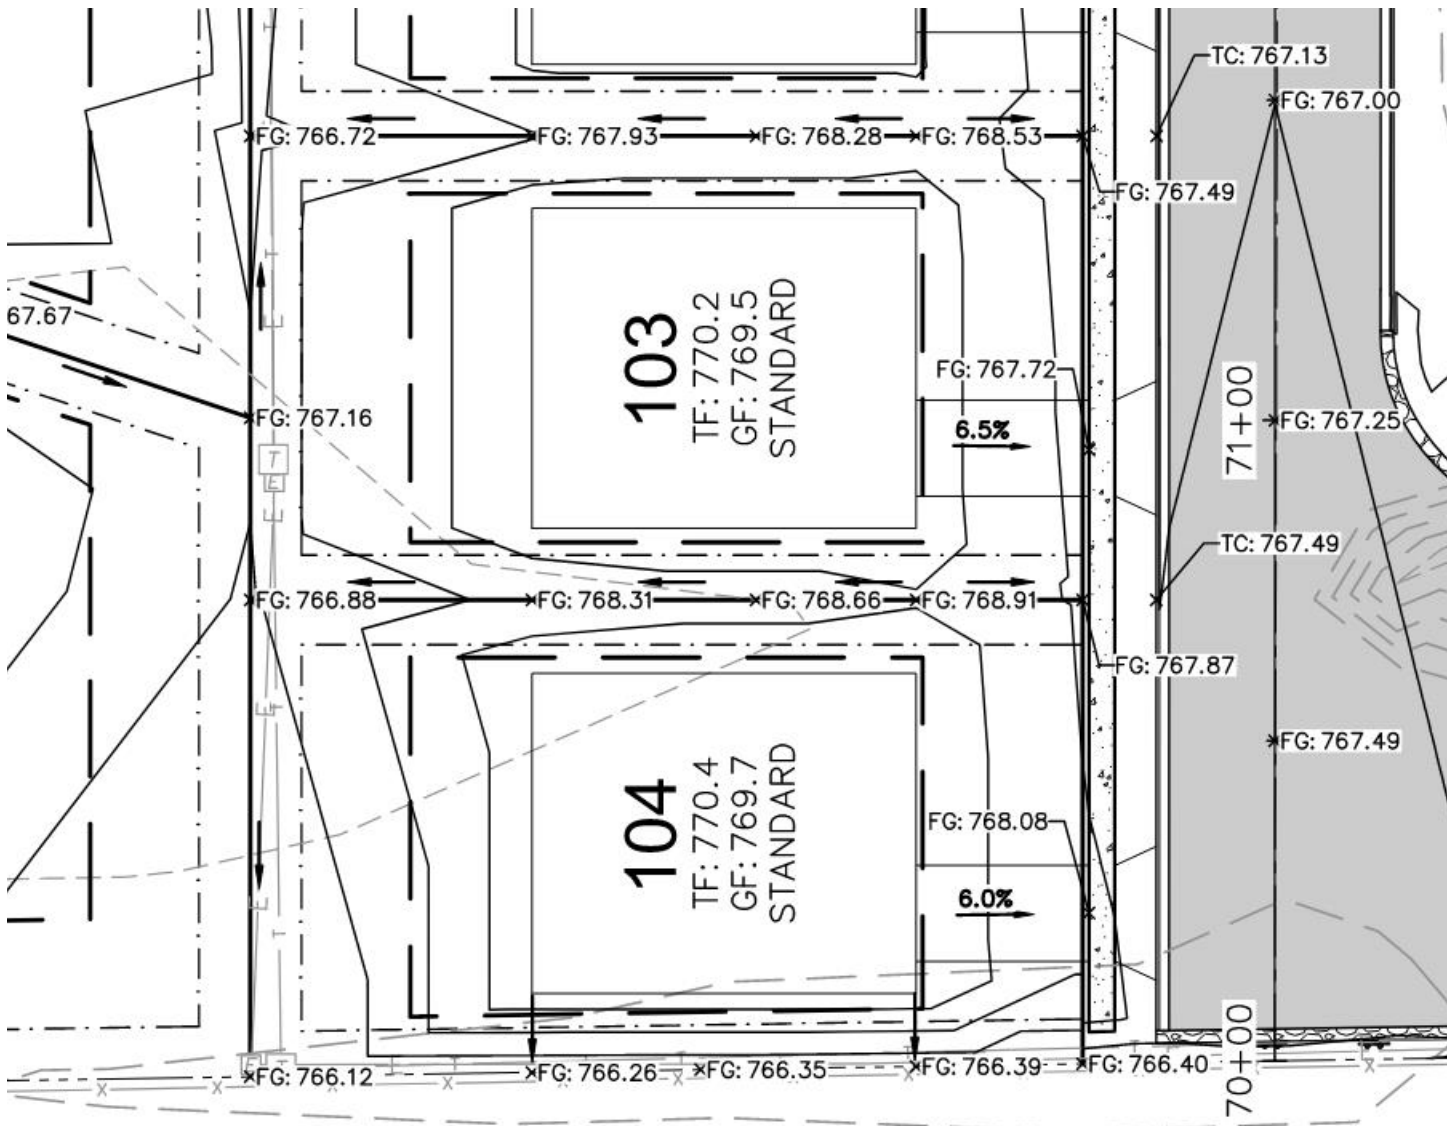 TC: 767.13
FG: 767.00
FG: 766.72
FG: 767.93
FG: 768.28
FG: 768.53
FG: 767.49
67.67
103
TF: 770.2
GF: 769.5
STANDARD
FG: 767.72
FG: 767.16
6.5%
71+00
FG: 767.25
T
E
TC: 767.49
FG: 766.88
FG: 768.31
FG: 768.66
FG: 768.91
FG: 767.87
FG: 767.49
104
TF: 770.4
GF: 769.7
STANDARD
FG: 768.08
6.0%
70+00
FG: 766.12
FG: 766.26
FG: 766.35
FG: 766.39
FG: 766.40